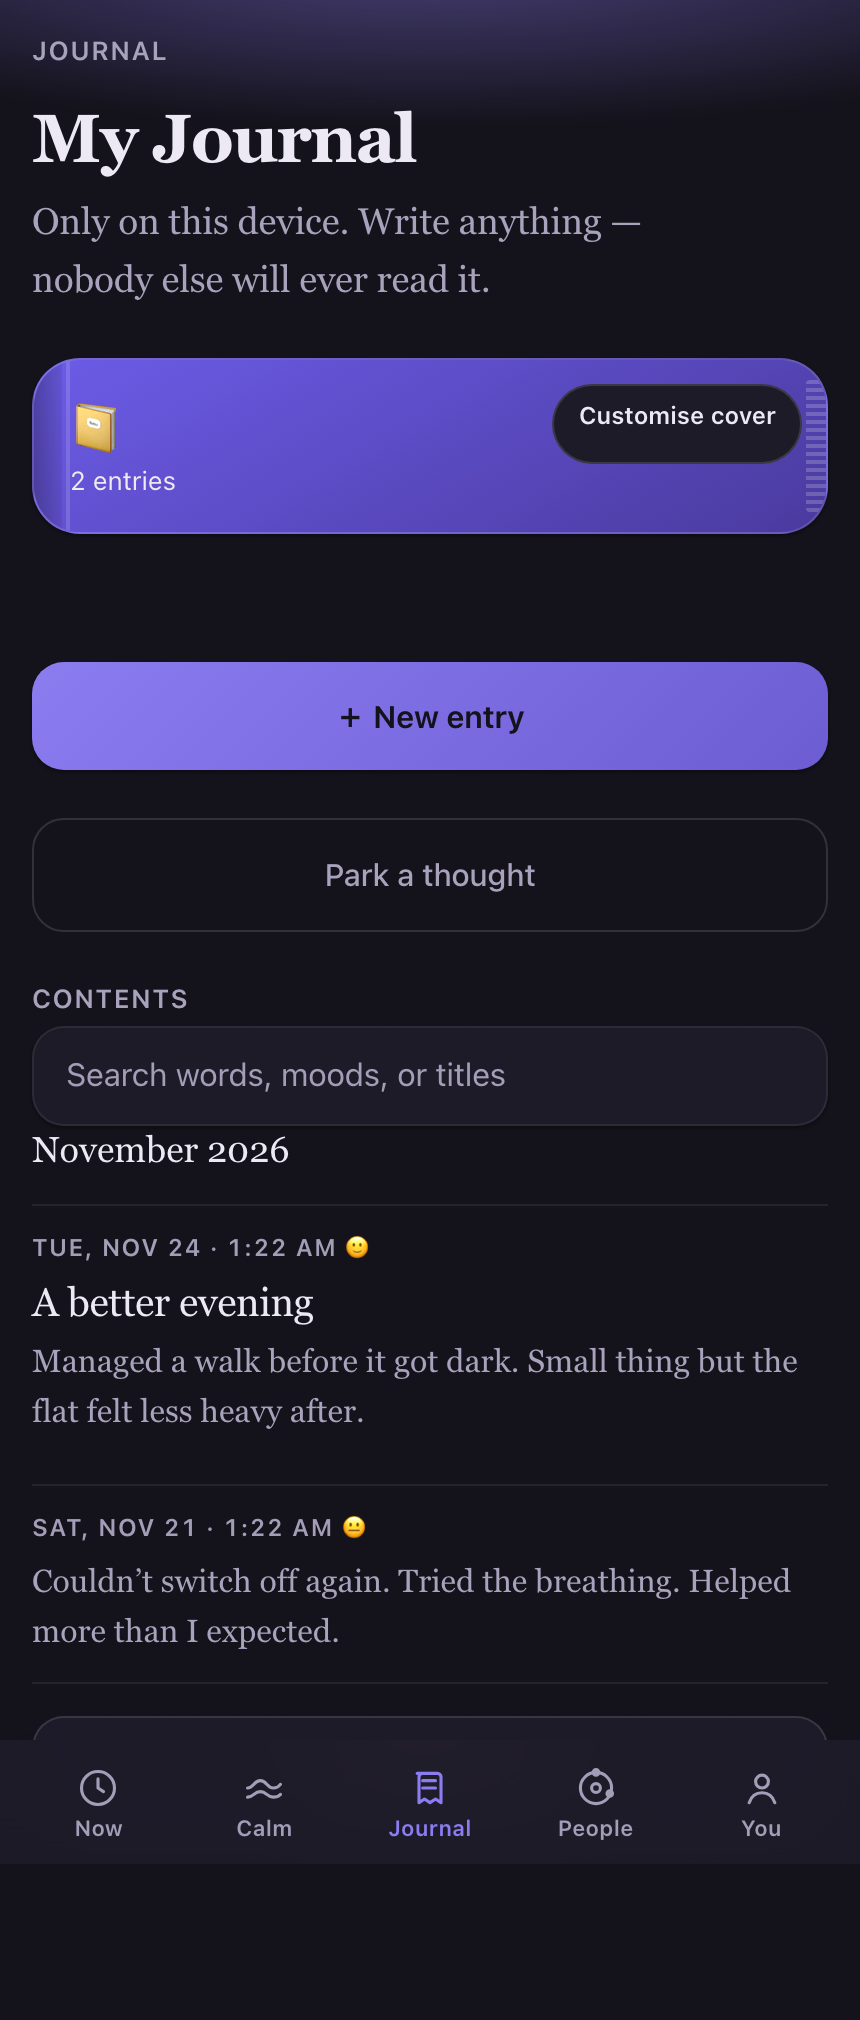 JOURNAL
My Journal
Only on this device. Write anything —
nobody else will ever read it.
Customise cover
2 entries
+ New entry
Park a thought
CONTENTS
Search words, moods, or titles
November 2026
TUE, NOV 24 · 1:22 AM 🙂
A better evening
Managed a walk before it got dark. Small thing but the
flat felt less heavy after.
SAT, NOV 21 · 1:22 AM 😐
Couldn’t switch off again. Tried the breathing. Helped
more than I expected.
Now
Calm
Journal
People
You